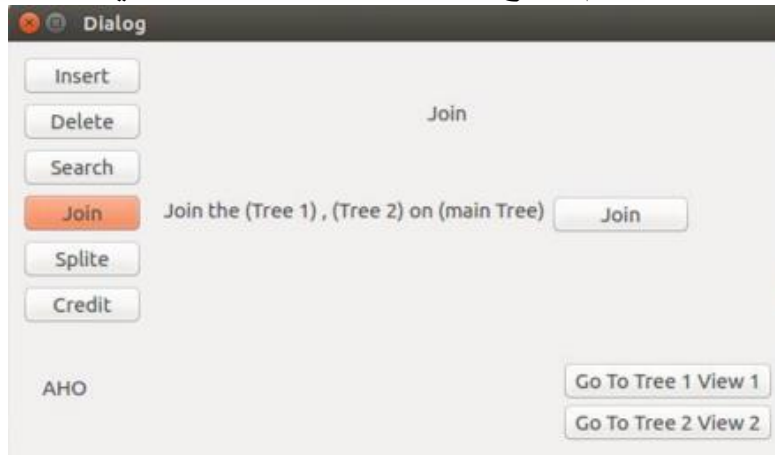 Dialog
Insert
Delete
Search
Join
Splite
Credit
Join
Join the (Tree 1) , (Tree 2) on (main Tree)
Join
AHO
Go To Tree 1 View 1
Go To Tree 2 View 2